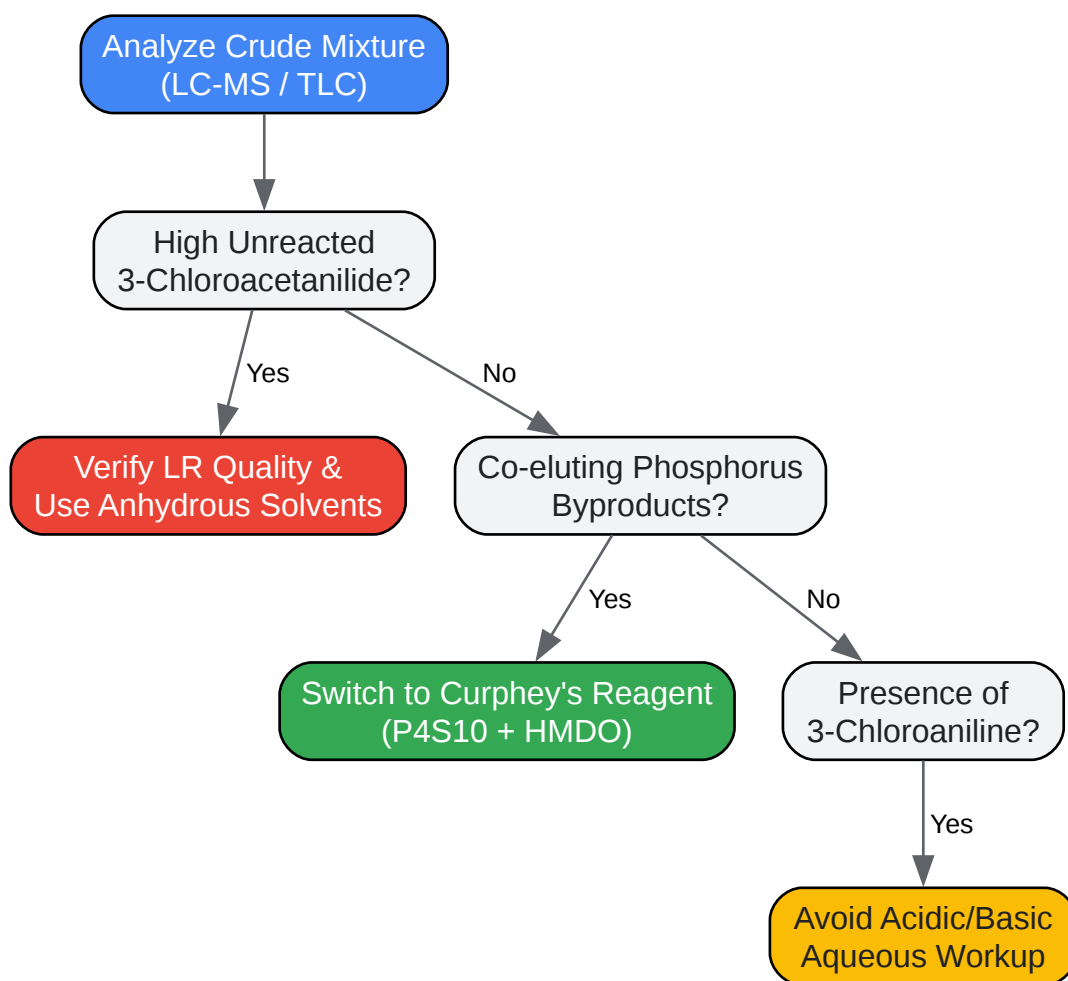 Analyze Crude Mixture
(LC-MS / TLC)
High Unreacted
3-Chloroacetanilide?
Yes
No
Verify LR Quality &
Use Anhydrous Solvents
Co-eluting Phosphorus
Byproducts?
Yes
No
Switch to Curphey's Reagent
(P4S10 + HMDO)
Presence of
3-Chloroaniline?
Yes
Avoid Acidic/Basic
Aqueous Workup